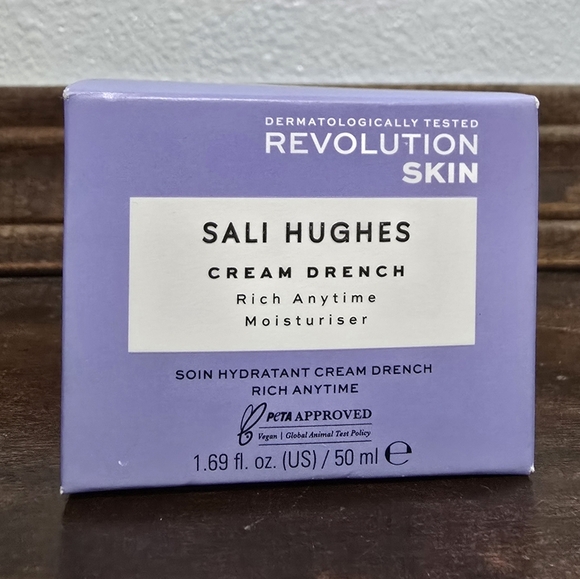 DERMATOLOGICALLY TESTED
REVOLUTION
SKIN
SALI HUGHES
CREAM DRENCH
Rich Anytime
Moisturiser
SOIN HYDRATANT CREAM DRENCH
RICH ANYTIME
PeTA APPROVED
Vegan | Global Animal Test Policy
1.69 fl. oz. (US) / 50 ml ℮